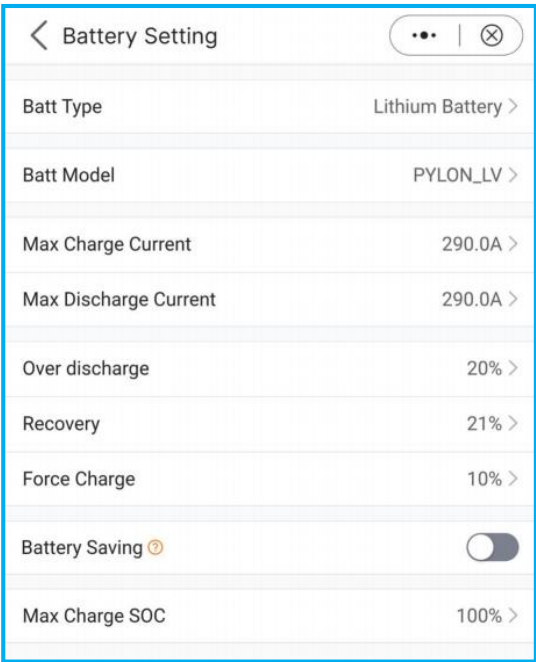 Battery Setting
Batt Type Lithium Battery
Batt Model PYLON_LV
Max Charge Current 290.0A
Max Discharge Current 290.0A
Over discharge 20%
Recovery 21%
Force Charge 10%
Battery Saving ?
Max Charge SOC 100%